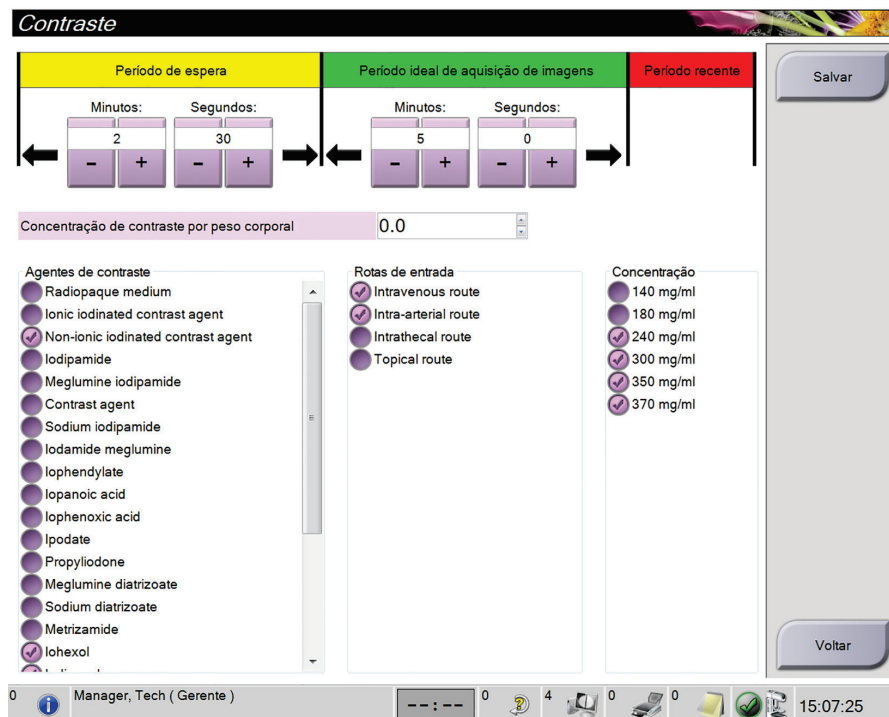 Contraste
Período de espera
Período ideal de aquisição de imagens
Período recente
Salvar
Minutos:
Segundos:
Minutos:
Segundos:
2
30
5
0
- + - + - + - +
Concentração de contraste por peso corporal
0.0
Agentes de contraste
Radiopaque medium
Ionic iodinated contrast agent
Non-ionic iodinated contrast agent
Iodipamide
Meglumine iodipamide
Contrast agent
Sodium iodipamide
Iodamide meglumine
Iophendylate
Iopanoic acid
Iophenoxic acid
Ipodate
Propyliodone
Meglumine diatrizoate
Sodium diatrizoate
Metrizamide
Iohexol
Rotas de entrada
Intravenous route
Intra-arterial route
Intrathecal route
Topical route
Concentração
140 mg/ml
180 mg/ml
240 mg/ml
300 mg/ml
350 mg/ml
370 mg/ml
Voltar
0
Manager, Tech ( Gerente )
--:--
0
4
0
0
15:07:25